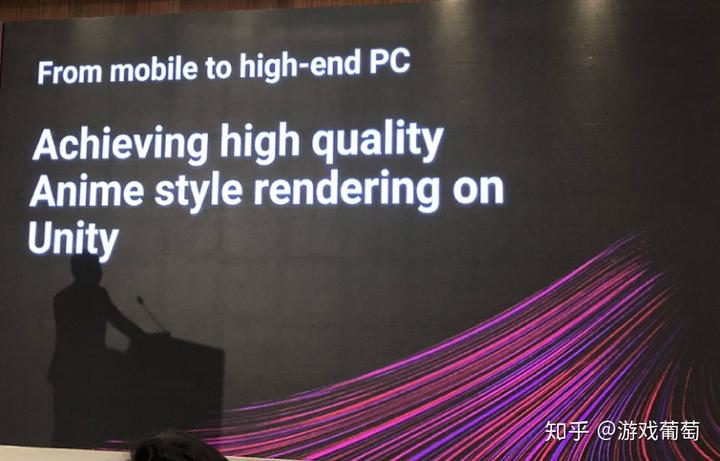 From mobile to high-end PC
Achieving high quality
Anime style rendering on
Unity
知乎 @游戏葡萄